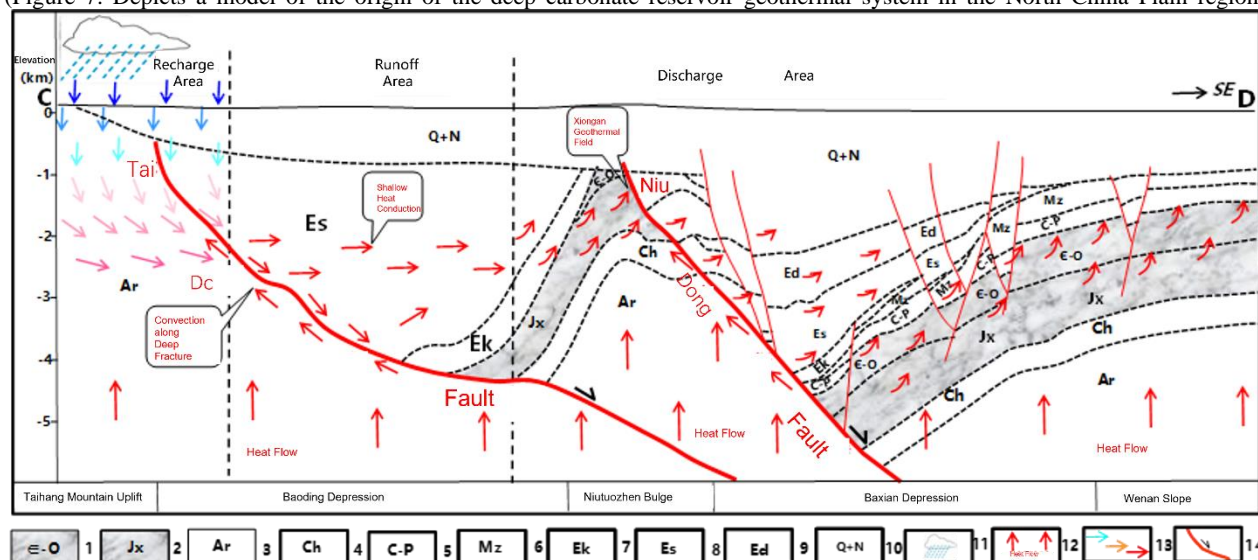 (Figure 7. Depicts a model of the origin of the deep carbonate reservoir geothermal system in the North China Plain region
Elevation
(km)
C
0
-1
-2
-3
-4
-5
Recharge
Area
Runoff
Area
Discharge Area
SE D
Q+N
Q+N
Xiongan
Geothermal
Field
Tai
Niu
Shallow
Heat
Conduction
Es
Є-O
Ch
Mz
Mz
C-P
C-P
Ed
Ed
Es
Є-O
Є-O
Ar
Dc
Dong
Ar
Mz
C-P
Mz
Jx
Convection
along
Deep
Fracture
Jx
Ek
Es
Ek
C-P
Є-O
Jx
Ch
Ch
Ar
Fault
Fault
Heat Flow
Heat Flow
Heat Flow
Taihang Mountain Uplift
Baoding Depression
Niutuozhen Bulge
Baxian Depression
Wenan Slope
Є-O 1 Jx 2 Ar 3 Ch 4 C-P 5 Mz 6 Ek 7 Es 8 Ed 9 Q+N 10 11 Heat Flow 12 13